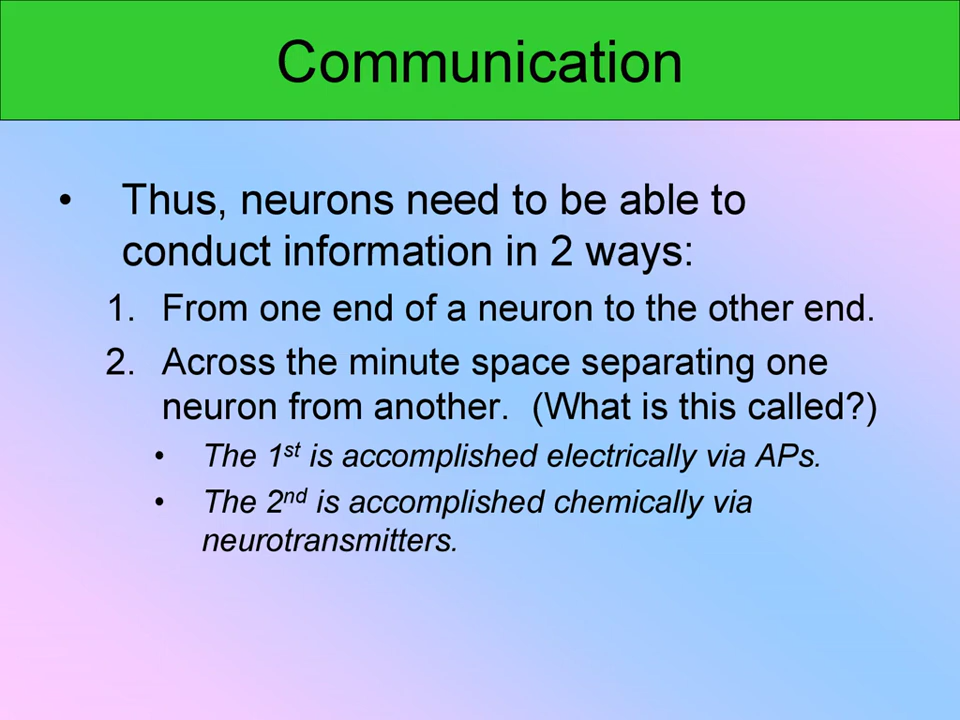 Communication
• Thus, neurons need to be able to
conduct information in 2 ways:
1. From one end of a neuron to the other end.
2. Across the minute space separating one
neuron from another. (What is this called?)
• The 1st is accomplished electrically via APs.
• The 2nd is accomplished chemically via
neurotransmitters.